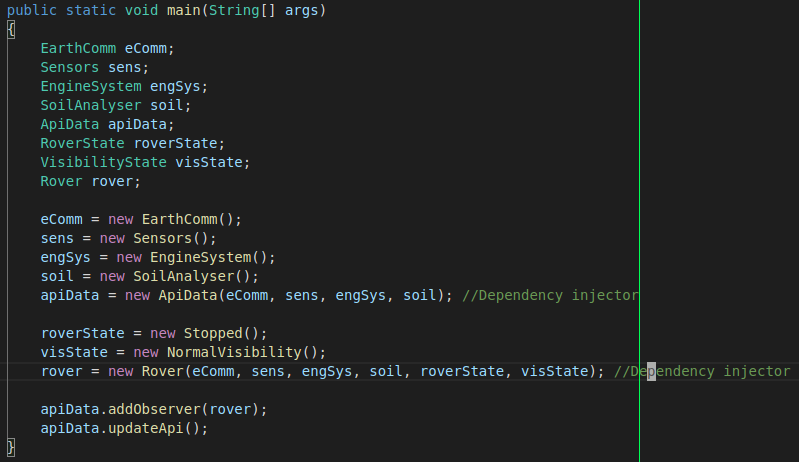 public static void main(String[] args)
{
    EarthComm eComm;
    Sensors sens;
    EngineSystem engSys;
    SoilAnalyser soil;
    ApiData apiData;
    RoverState roverState;
    VisibilityState visState;
    Rover rover;

    eComm = new EarthComm();
    sens = new Sensors();
    engSys = new EngineSystem();
    soil = new SoilAnalyser();
    apiData = new ApiData(eComm, sens, engSys, soil); //Dependency injector

    roverState = new Stopped();
    visState = new NormalVisibility();
    rover = new Rover(eComm, sens, engSys, soil, roverState, visState); //Dependency injector

    apiData.addObserver(rover);
    apiData.updateApi();
}